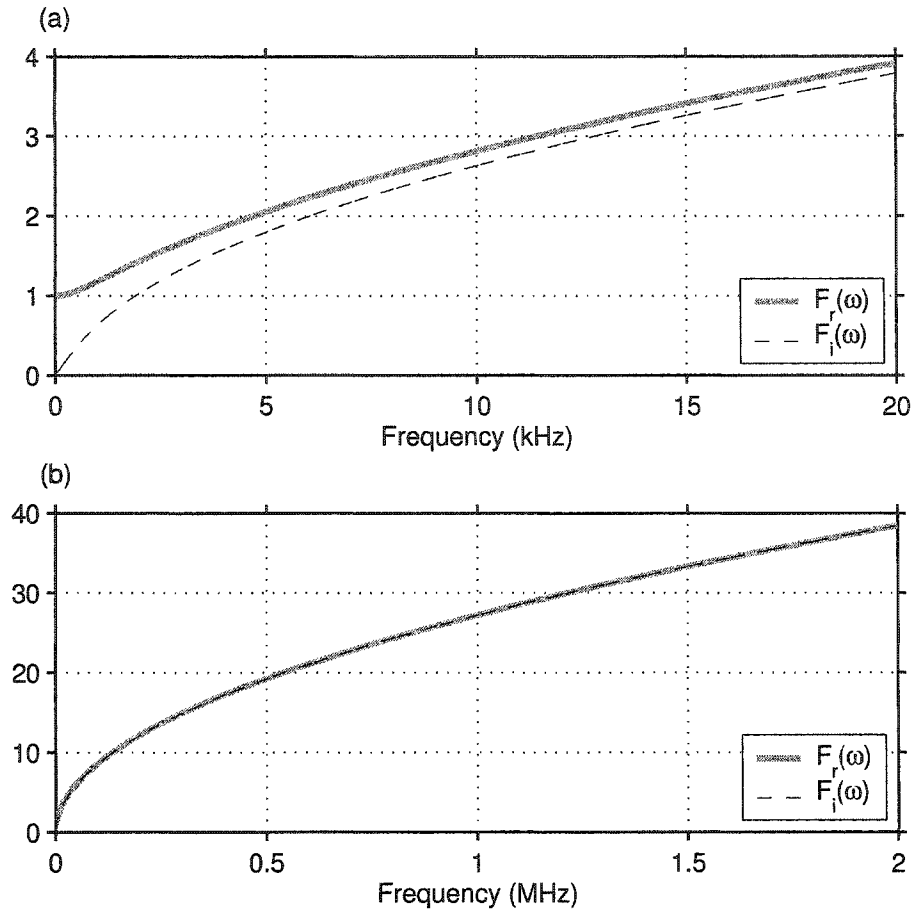 (a)
4
3
2
1
0
F_r(ω)
F_i(ω)
0 5 10 15 20
Frequency (kHz)
(b)
40
30
20
10
0
F_r(ω)
F_i(ω)
0 0.5 1 1.5 2
Frequency (MHz)